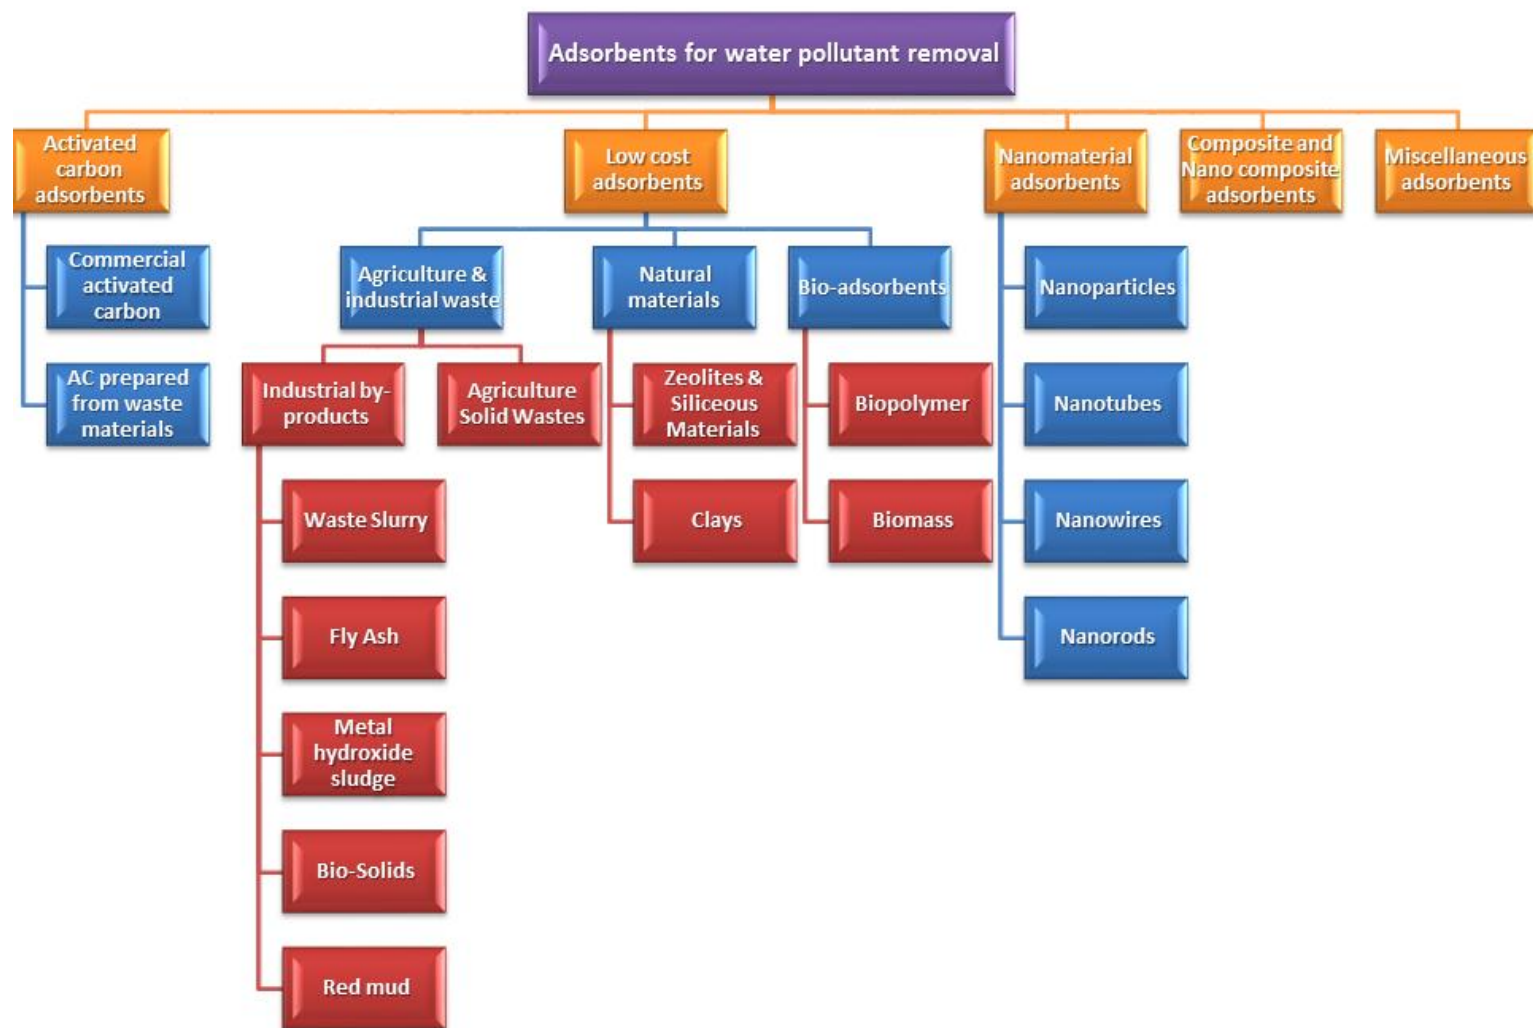 Adsorbents for water pollutant removal
Activated
carbon
adsorbents
Low cost
adsorbents
Nanomaterial
adsorbents
Composite and
Nano composite
adsorbents
Miscellaneous
adsorbents
Commercial
activated
carbon
AC prepared
from waste
materials
Agriculture &
industrial waste
Natural
materials
Bio-adsorbents
Industrial by-
products
Agriculture
Solid Wastes
Zeolites &
Siliceous
Materials
Clays
Biopolymer
Biomass
Waste Slurry
Fly Ash
Metal
hydroxide
sludge
Bio-Solids
Red mud
Nanoparticles
Nanotubes
Nanowires
Nanorods